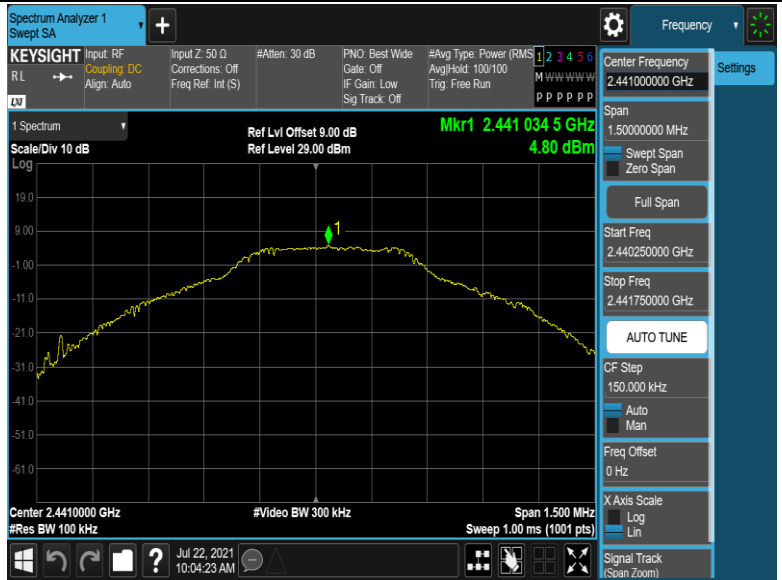 Spectrum Analyzer 1
Swept SA
Frequency
KEYSIGHT
RL
LXI
Input: RF
Coupling: DC
Align: Auto
Input Z: 50 Ω
Corrections: Off
Freq Ref: Int (S)
#Atten: 30 dB
PNO: Best Wide
Gate: Off
IF Gain: Low
Sig Track: Off
#Avg Type: Power (RMS
Avg|Hold: 100/100
Trig: Free Run
1 2 3 4 5 6
M W W W W W
P P P P P P
1 Spectrum
Scale/Div 10 dB
Log
Ref Lvl Offset 9.00 dB
Ref Level 29.00 dBm
Mkr1 2.441 034 5 GHz
4.80 dBm
1
19.0
9.00
-1.00
-11.0
-21.0
-31.0
-41.0
-51.0
-61.0
Center 2.4410000 GHz
#Res BW 100 kHz
#Video BW 300 kHz
Span 1.500 MHz
Sweep 1.00 ms (1001 pts)
?
Jul 22, 2021
10:04:23 AM
Center Frequency
2.441000000 GHz
Span
1.50000000 MHz
Swept Span
Zero Span
Full Span
Start Freq
2.440250000 GHz
Stop Freq
2.441750000 GHz
AUTO TUNE
CF Step
150.000 kHz
Auto
Man
Freq Offset
0 Hz
X Axis Scale
Log
Lin
Signal Track
(Span Zoom)
Settings